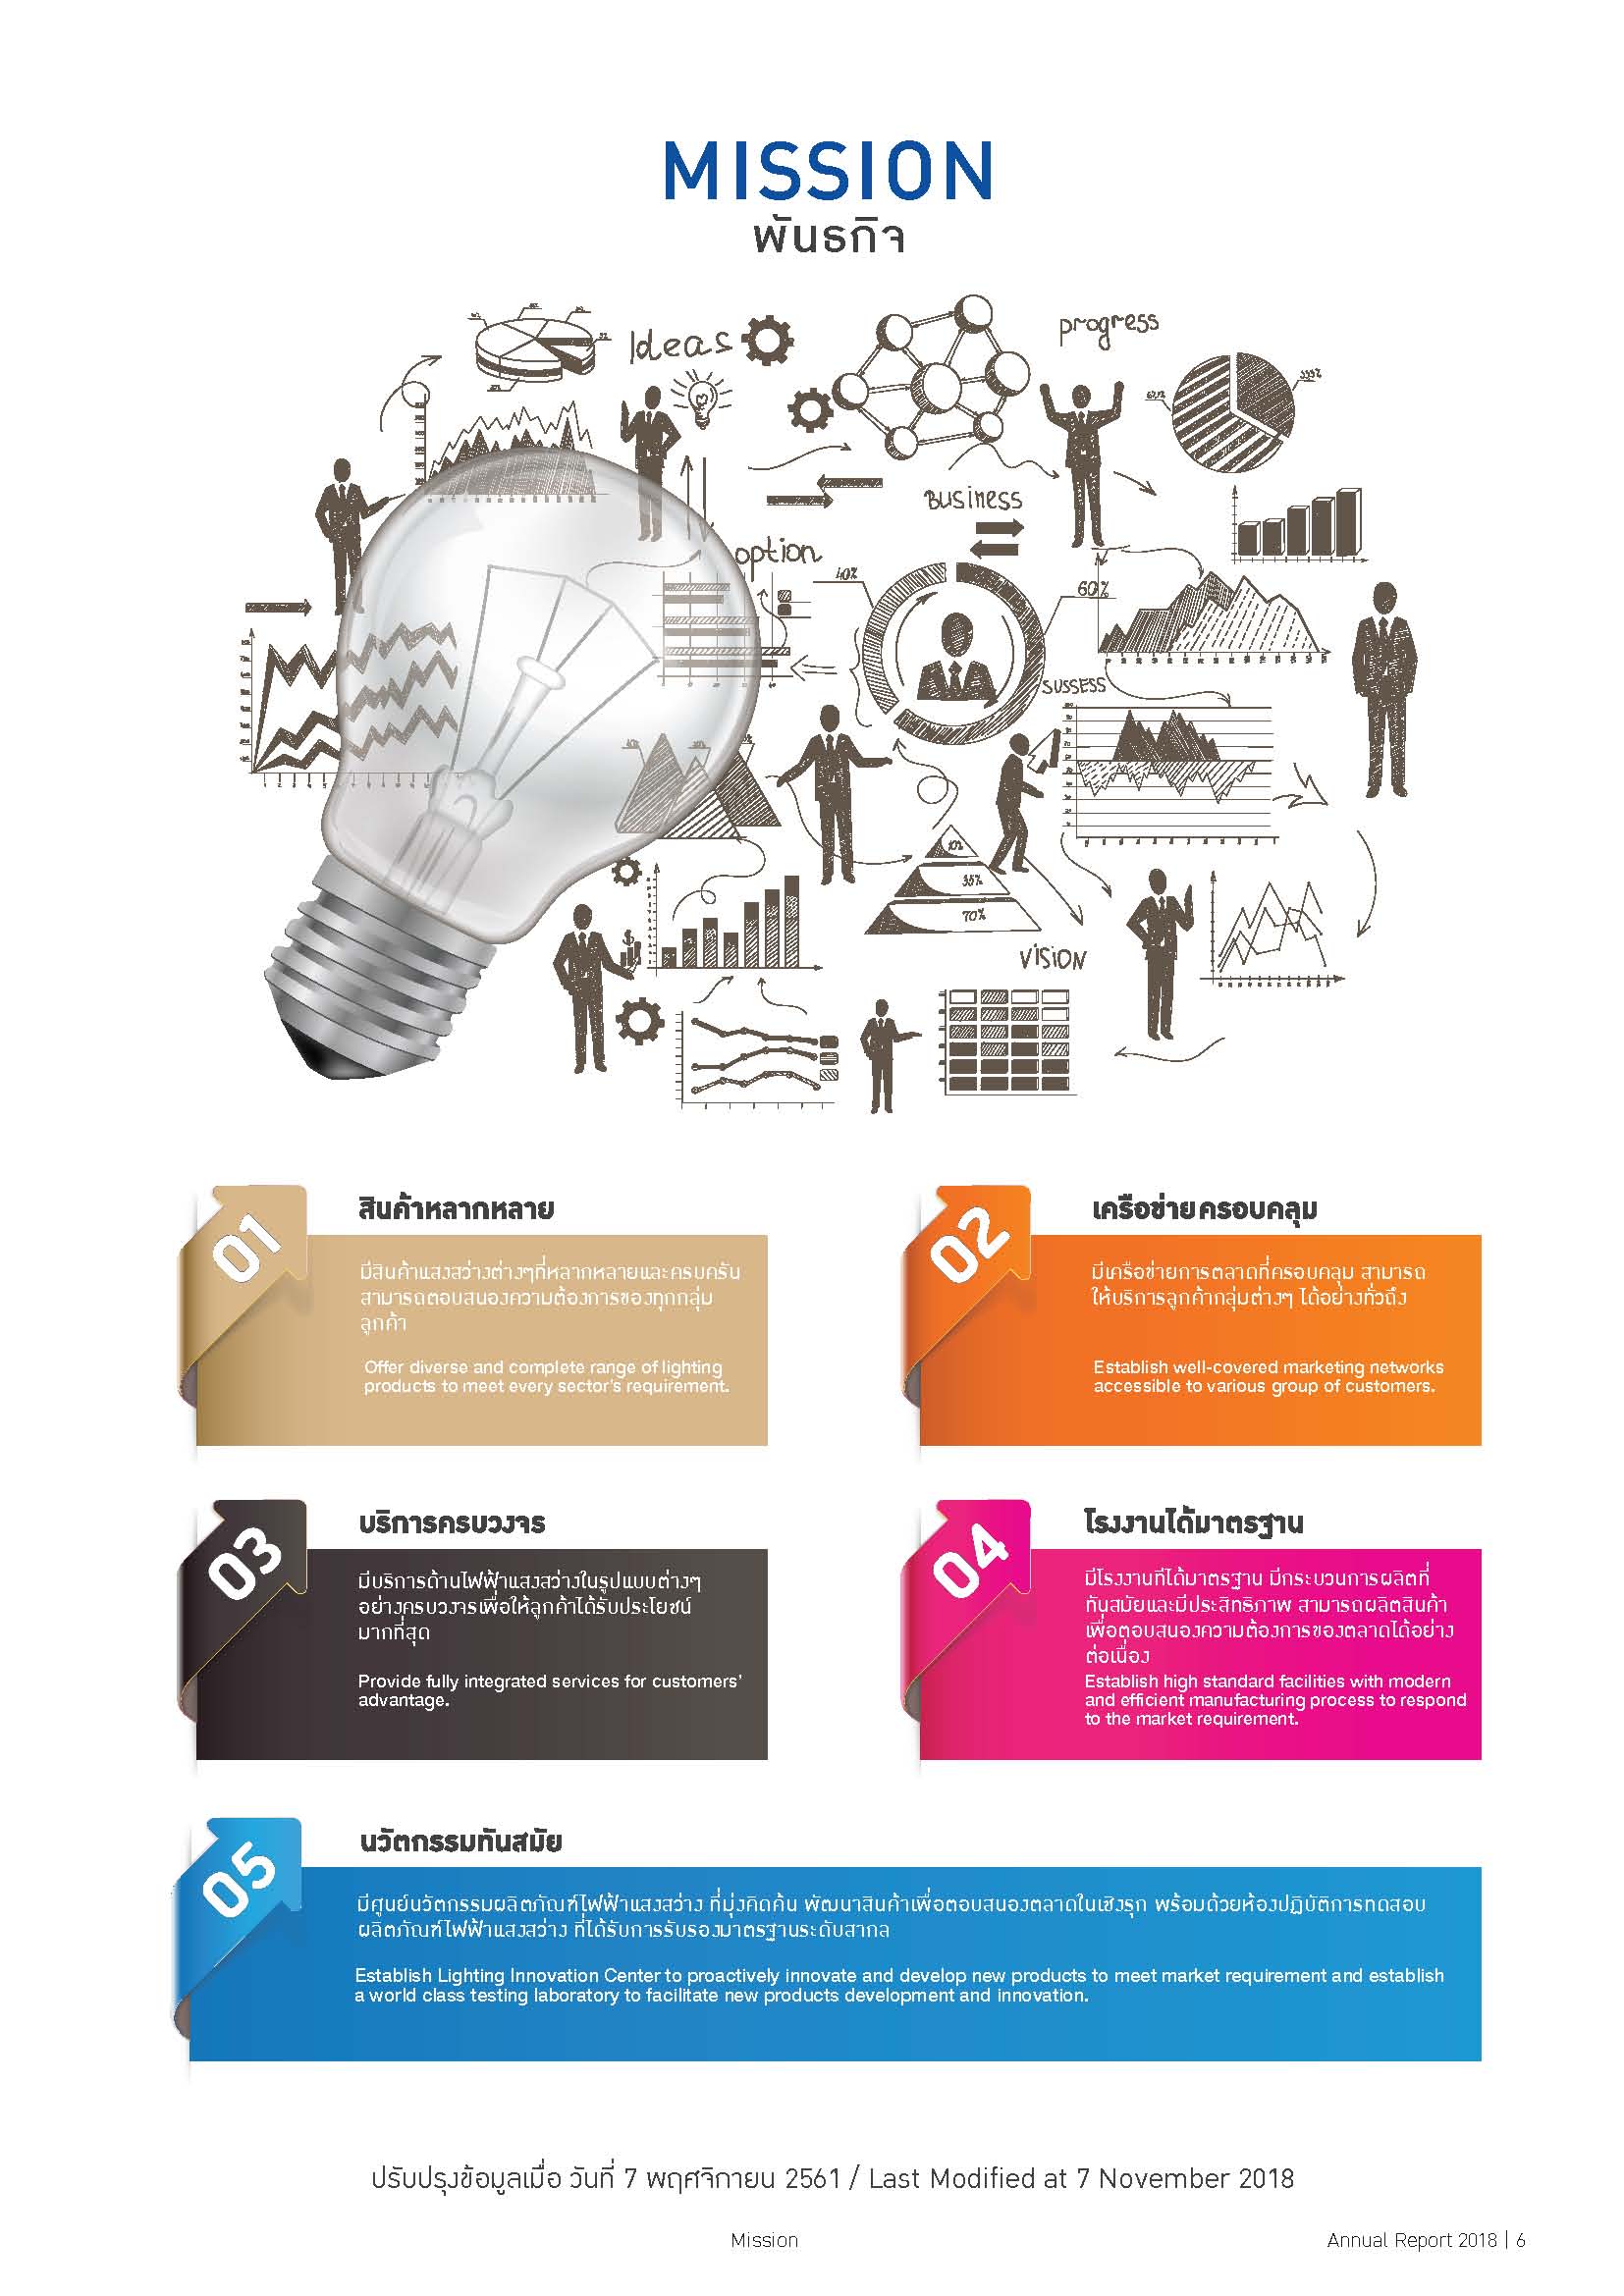 MISSION
พันธกิจ
Ideas
progress
Business
option
40%
60%
SUSSESS
10%
35%
70%
VISION
01
สินค้าหลากหลาย
มีสินค้าแสงสว่างต่างๆที่หลากหลายและครบครัน
สามารถตอบสนองความต้องการของทุกกลุ่ม
ลูกค้า
Offer diverse and complete range of lighting
products to meet every sector's requirement.
02
เครือข่ายครอบคลุม
มีเครือข่ายการตลาดที่ครอบคลุม สามารถ
ให้บริการลูกค้ากลุ่มต่างๆ ได้อย่างทั่วถึง
Establish well-covered marketing networks
accessible to various group of customers.
03
บริการครบวงจร
มีบริการด้านไฟฟ้าแสงสว่างในรูปแบบต่างๆ
อย่างครบวงจรเพื่อให้ลูกค้าได้รับประโยชน์
มากที่สุด
Provide fully integrated services for customers'
advantage.
04
โรงงานได้มาตรฐาน
มีโรงงานที่ได้มาตรฐาน มีกระบวนการผลิตที่
ทันสมัยและมีประสิทธิภาพ สามารถผลิตสินค้า
เพื่อตอบสนองความต้องการของตลาดได้อย่าง
ต่อเนื่อง
Establish high standard facilities with modern
and efficient manufacturing process to respond
to the market requirement.
05
นวัตกรรมทันสมัย
มีศูนย์นวัตกรรมผลิตภัณฑ์ไฟฟ้าแสงสว่าง ที่มุ่งคิดค้น พัฒนาสินค้าเพื่อตอบสนองตลาดในเชิงรุก พร้อมด้วยห้องปฏิบัติการทดสอบ
ผลิตภัณฑ์ไฟฟ้าแสงสว่าง ที่ได้รับการรับรองมาตรฐานระดับสากล
Establish Lighting Innovation Center to proactively innovate and develop new products to meet market requirement and establish
a world class testing laboratory to facilitate new products development and innovation.
ปรับปรุงข้อมูลเมื่อ วันที่ 7 พฤศจิกายน 2561 / Last Modified at 7 November 2018
Mission
Annual Report 2018 | 6